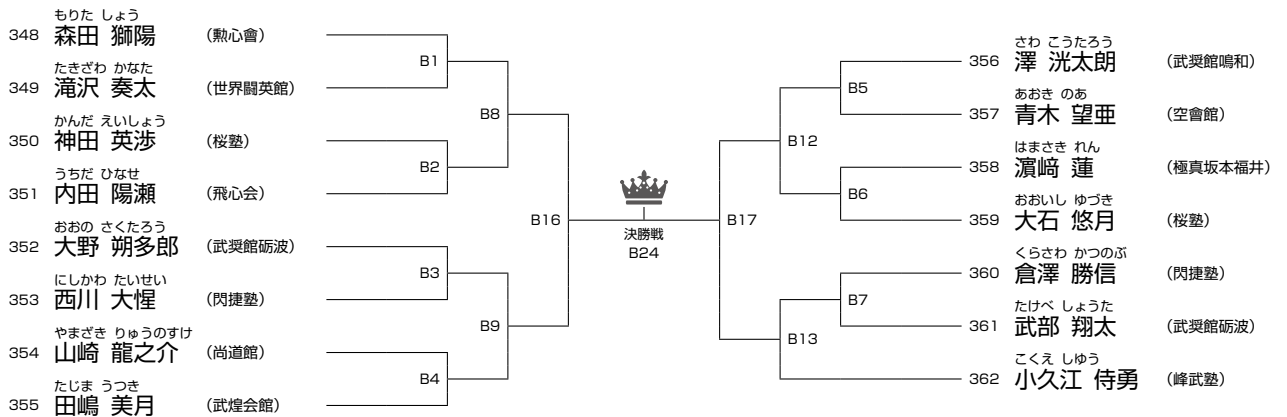 もりた しょう
348 森田 獅陽 （勲心會）
たきざわ かなた
349 滝沢 奏太 （世界闘英館）
かんだ えいしょう
350 神田 英渉 （桜塾）
うちだ ひなせ
351 内田 陽瀬 （飛心会）
おおの さくたろう
352 大野 朔多郎 （武奨館砺波）
にしかわ たいせい
353 西川 大惺 （閃捷塾）
やまざき りゅうのすけ
354 山崎 龍之介 （尚道館）
たじま うつき
355 田嶋 美月 （武煌会館）
B1
B2
B3
B4
B8
B9
B16
決勝戦
B24
B17
B12
B13
B5
B6
B7
さわ こうたろう
356 澤 洸太朗 （武奨館鳴和）
あおき のあ
357 青木 望亜 （空會館）
はまさき れん
358 濵﨑 蓮 （極真坂本福井）
おおいし ゆづき
359 大石 悠月 （桜塾）
くらさわ かつのぶ
360 倉澤 勝信 （閃捷塾）
たけべ しょうた
361 武部 翔太 （武奨館砺波）
こくえ しゆう
362 小久江 侍勇 （峰武塾）